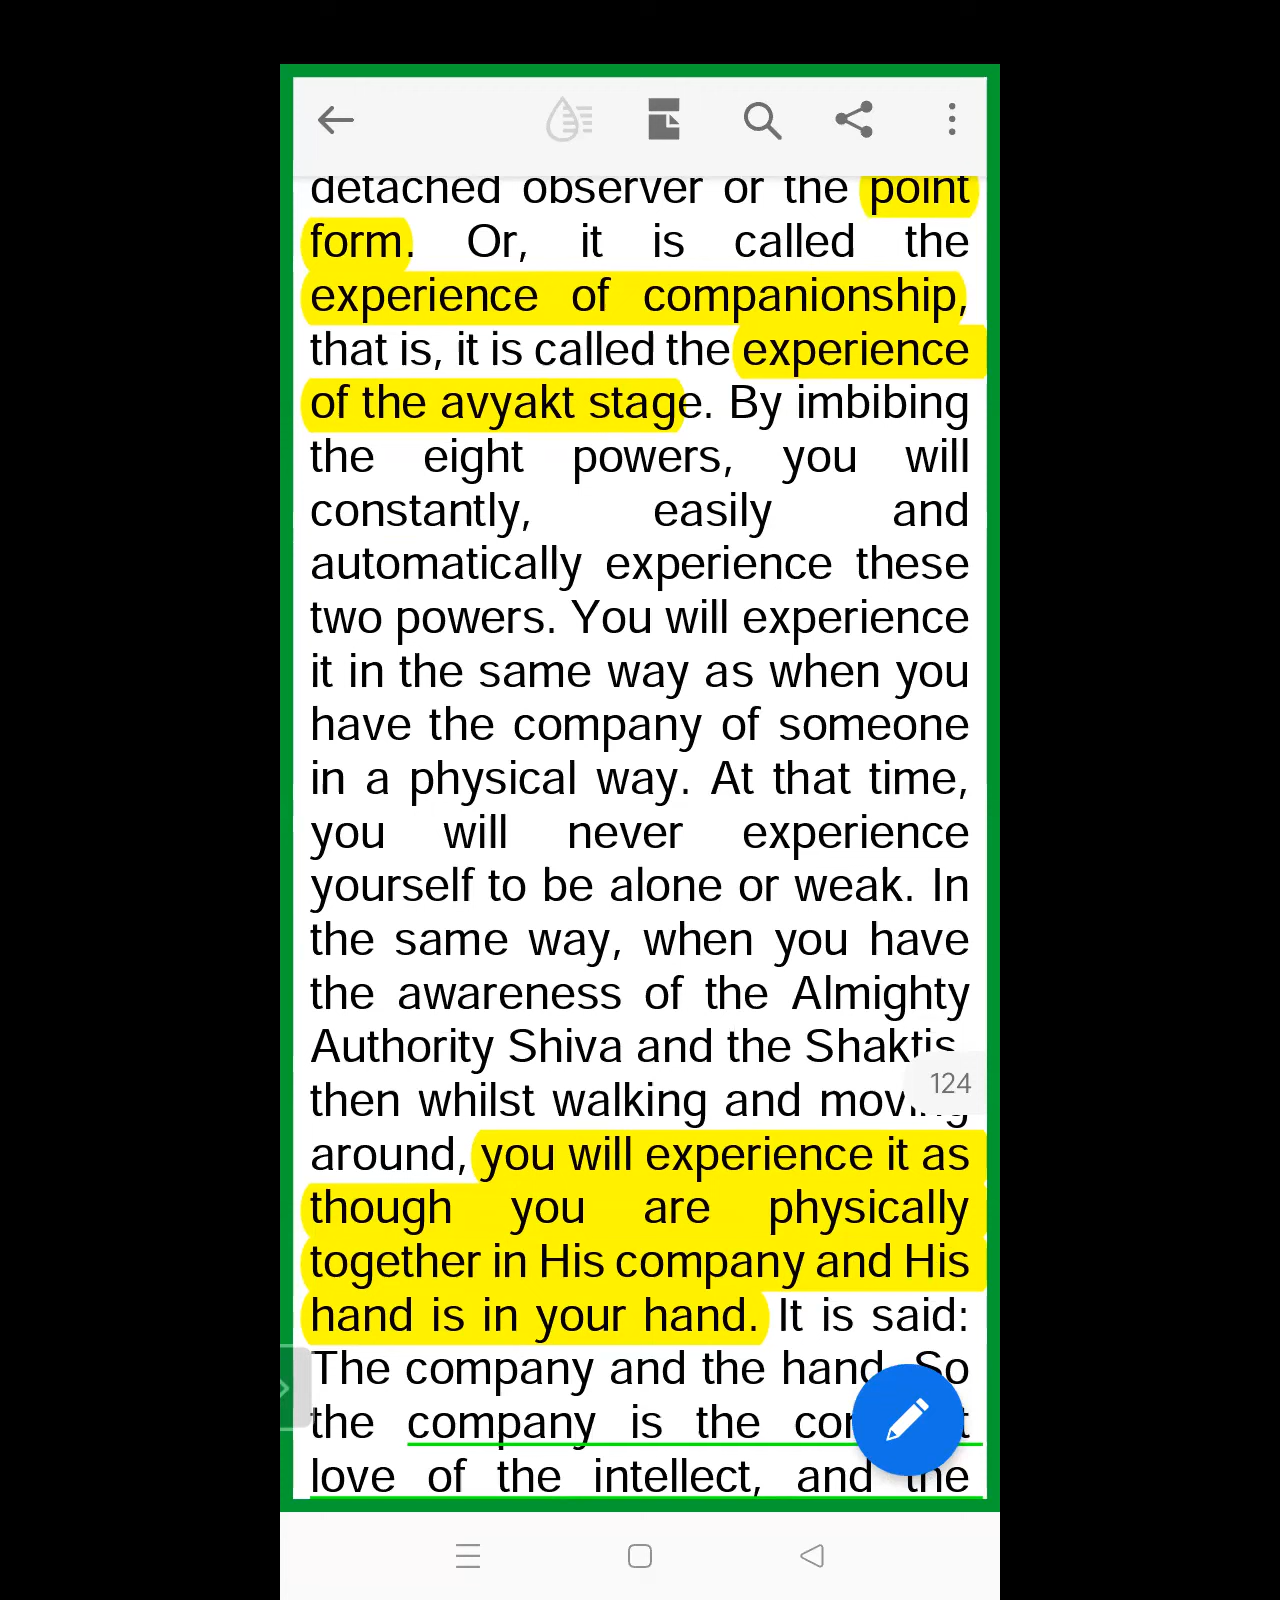 detached observer or the point
form. Or, it is called the
experience of companionship,
that is, it is called the experience
of the avyakt stage. By imbibing
the eight powers, you will
constantly, easily and
automatically experience these
two powers. You will experience
it in the same way as when you
have the company of someone
in a physical way. At that time,
you will never experience
yourself to be alone or weak. In
the same way, when you have
the awareness of the Almighty
Authority Shiva and the Shaktis,
124
then whilst walking and moving
around, you will experience it as
though you are physically
together in His company and His
hand is in your hand. It is said:
The company and the hand. So
the company is the
love of the intellect, and the